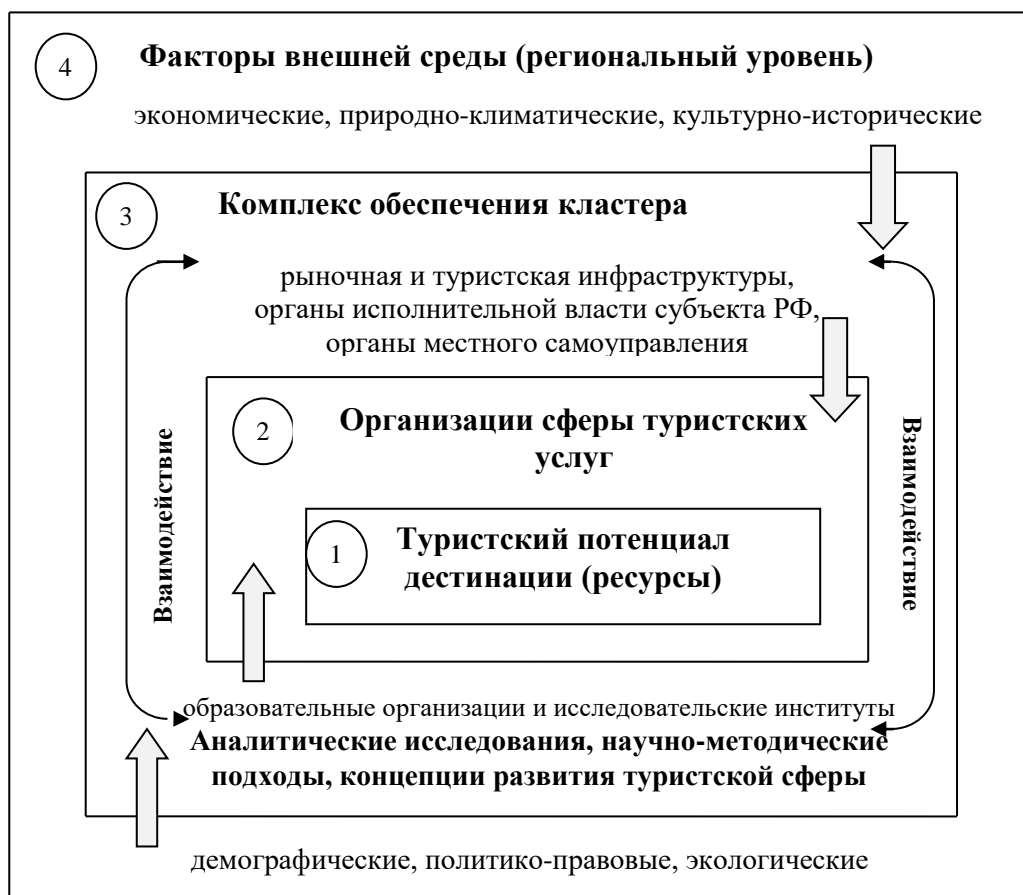 4
Факторы внешней среды (региональный уровень)
экономические, природно-климатические, культурно-исторические
3
Комплекс обеспечения кластера
рыночная и туристская инфраструктуры,
органы исполнительной власти субъекта РФ,
органы местного самоуправления
Взаимодействие
Взаимодействие
2
Организации сферы туристских
услуг
1
Туристский потенциал
дестинации (ресурсы)
образовательные организации и исследовательские институты
Аналитические исследования, научно-методические
подходы, концепции развития туристской сферы
демографические, политико-правовые, экологические